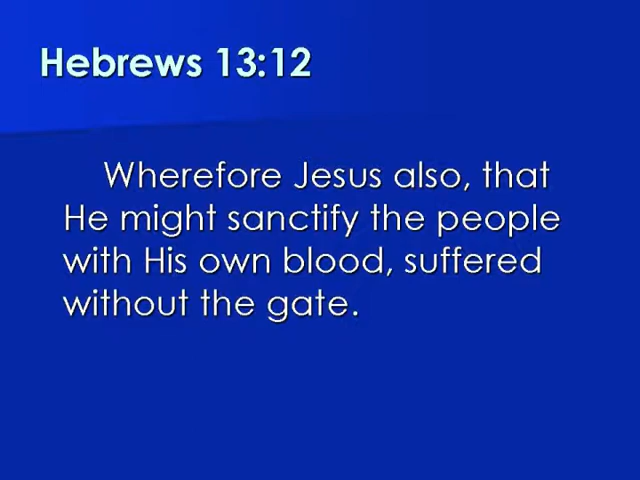 Hebrews 13:12
Wherefore Jesus also, that
He might sanctify the people
with His own blood, suffered
without the gate.